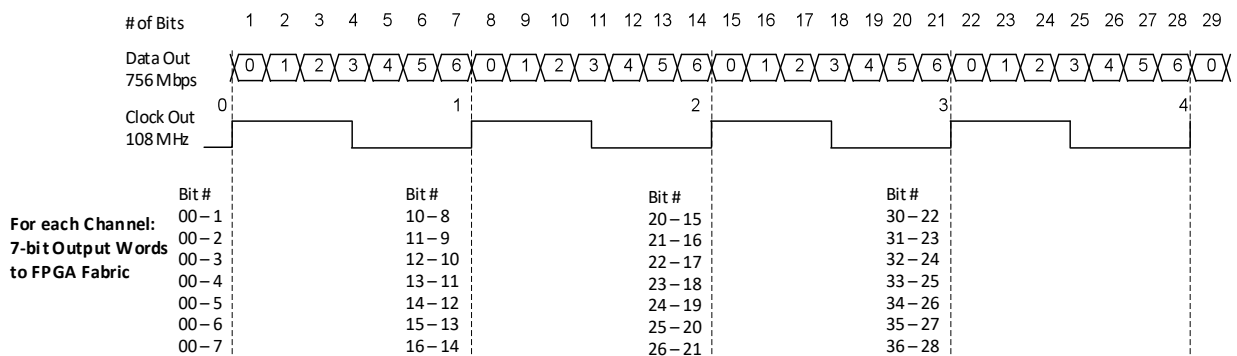 # of Bits 1 2 3 4 5 6 7 8 9 10 11 12 13 14 15 16 17 18 19 20 21 22 23 24 25 26 27 28 29
Data Out 0 1 2 3 4 5 6 0 1 2 3 4 5 6 0 1 2 3 4 5 6 0 1 2 3 4 5 6 0
756 Mbps
0 1 2 3 4
Clock Out
108 MHz
Bit # Bit # Bit # Bit #
00–1 10–8 20–15 30–22
For each Channel: 00–2 11–9 21–16 31–23
7-bit Output Words 00–3 12–10 22–17 32–24
to FPGA Fabric 00–4 13–11 23–18 33–25
00–5 14–12 24–19 34–26
00–6 15–13 25–20 35–27
00–7 16–14 26–21 36–28